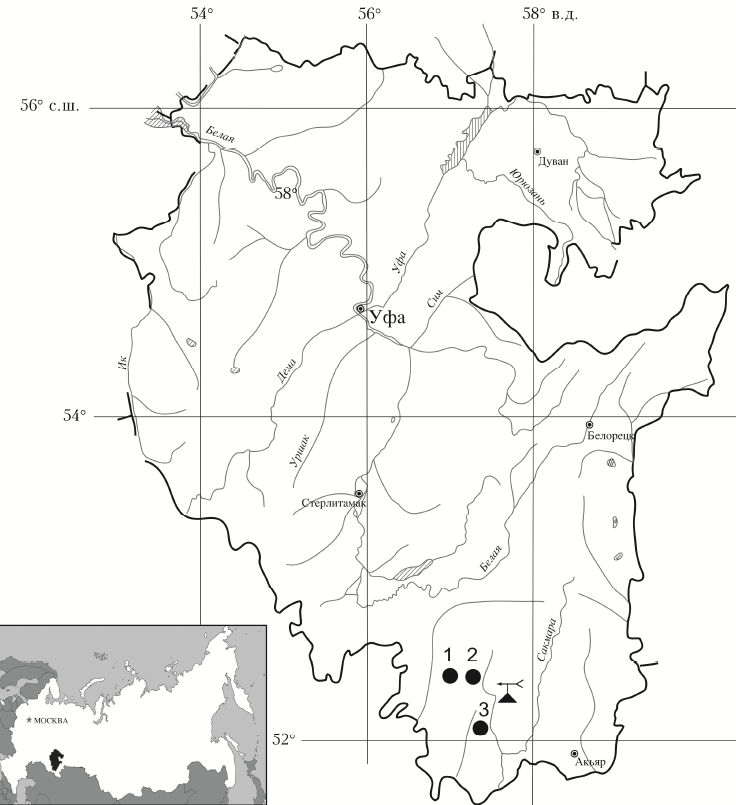 54°
56°
58° в.д.
56° с.ш.
Белая
Дуван
Юрюзань
58°
Уфа
Сим
Уфа
Ик
Дема
54°
Белорецк
Уршак
Стерлитамак
Белая
Сакмара
1 2
3
МОСКВА
52°
Акьяр